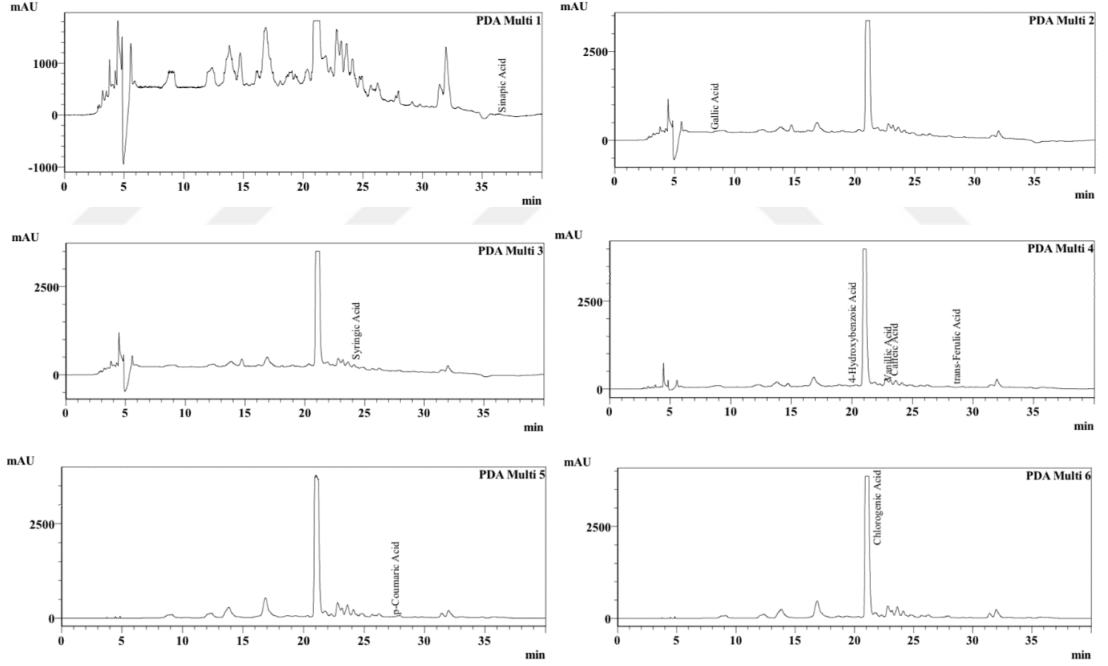 mAU
PDA Multi 1
1000
0
-1000
Sinapic Acid
0 5 10 15 20 25 30 35
min
mAU
PDA Multi 2
2500
0
Gallic Acid
0 5 10 15 20 25 30 35
min
mAU
PDA Multi 3
2500
0
Syringic Acid
0 5 10 15 20 25 30 35
min
mAU
PDA Multi 4
2500
0
4-Hydroxybenzoic Acid
Vanillic Acid
Caffeic Acid
trans-Ferulic Acid
0 5 10 15 20 25 30 35
min
mAU
PDA Multi 5
2500
0
p-Coumaric Acid
0 5 10 15 20 25 30 35
min
mAU
PDA Multi 6
2500
0
Chlorogenic Acid
0 5 10 15 20 25 30 35
min